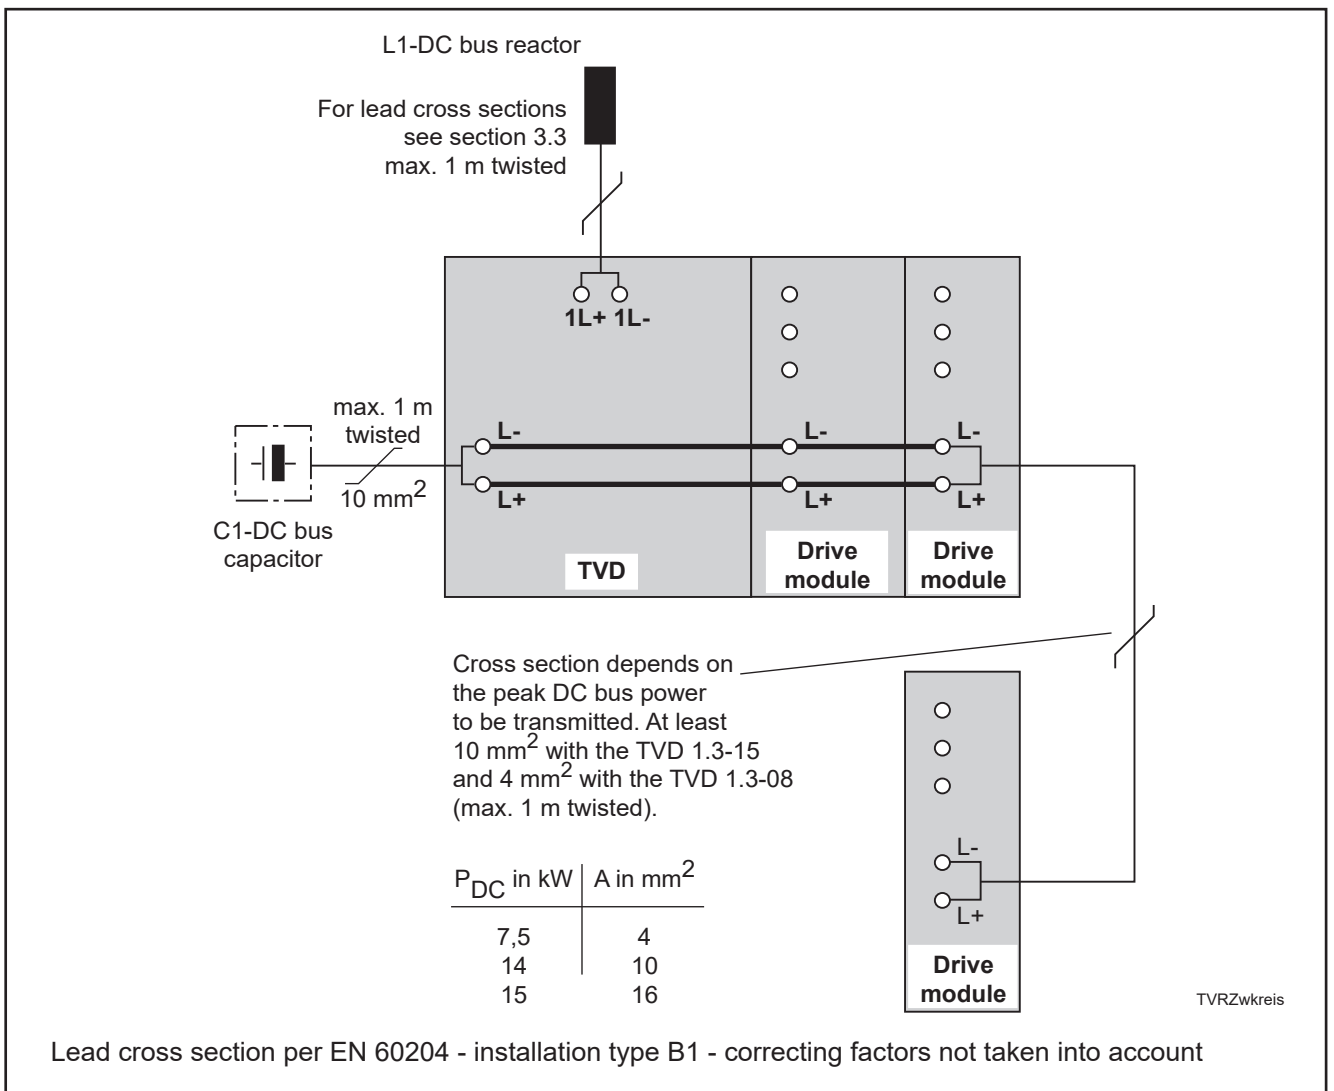 L1-DC bus reactor
For lead cross sections
see section 3.3
max. 1 m twisted
1L+ 1L-
max. 1 m
twisted
10 mm²
C1-DC bus
capacitor
L-
L+
L-
L+
L-
L+
TVD
Drive
module
Drive
module
Cross section depends on
the peak DC bus power
to be transmitted. At least
10 mm² with the TVD 1.3-15
and 4 mm² with the TVD 1.3-08
(max. 1 m twisted).
P_DC in kW A in mm²
7,5 4
14 10
15 16
L-
L+
Drive
module
TVRZwkreis
Lead cross section per EN 60204 - installation type B1 - correcting factors not taken into account